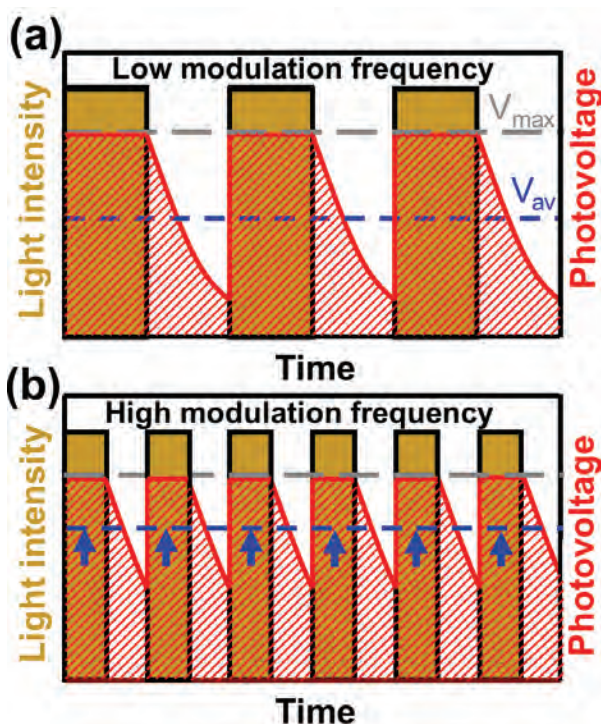 (a)
Low modulation frequency
Light intensity
Vmax
Vav
Photovoltage
Time
(b)
High modulation frequency
Light intensity
Photovoltage
Time